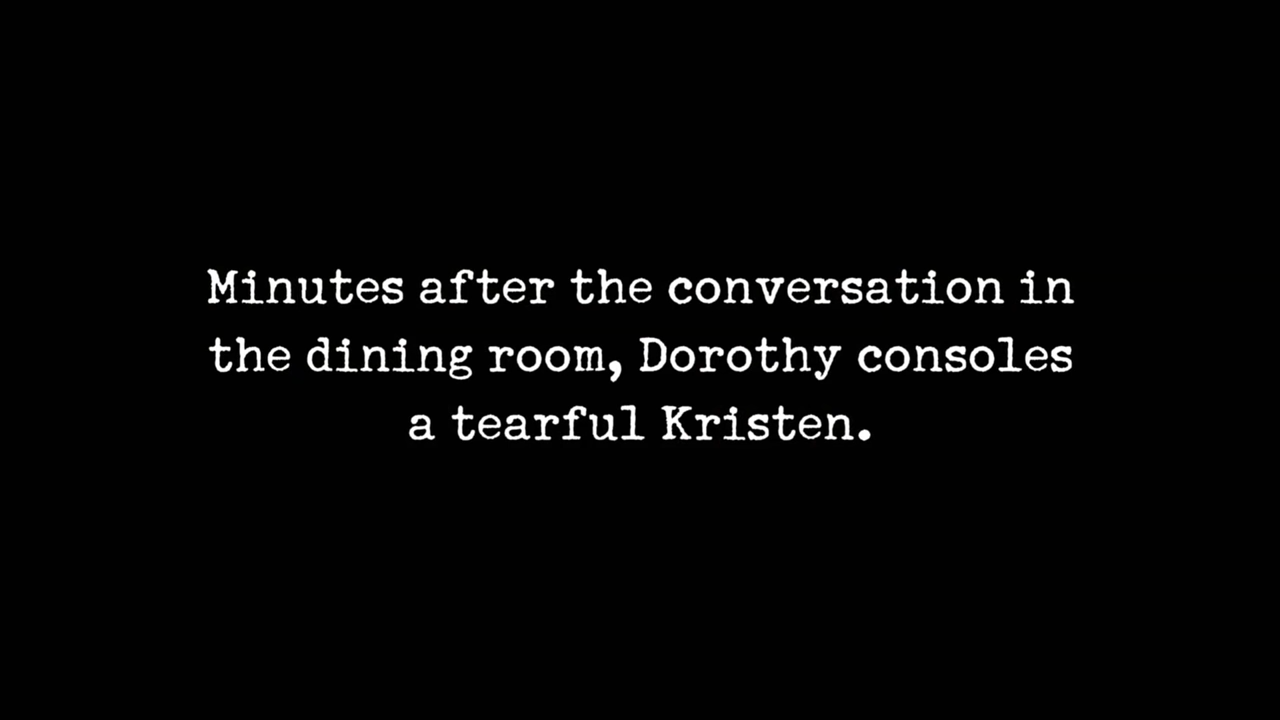 Minutes after the conversation in
the dining room, Dorothy consoles
a tearful Kristen.